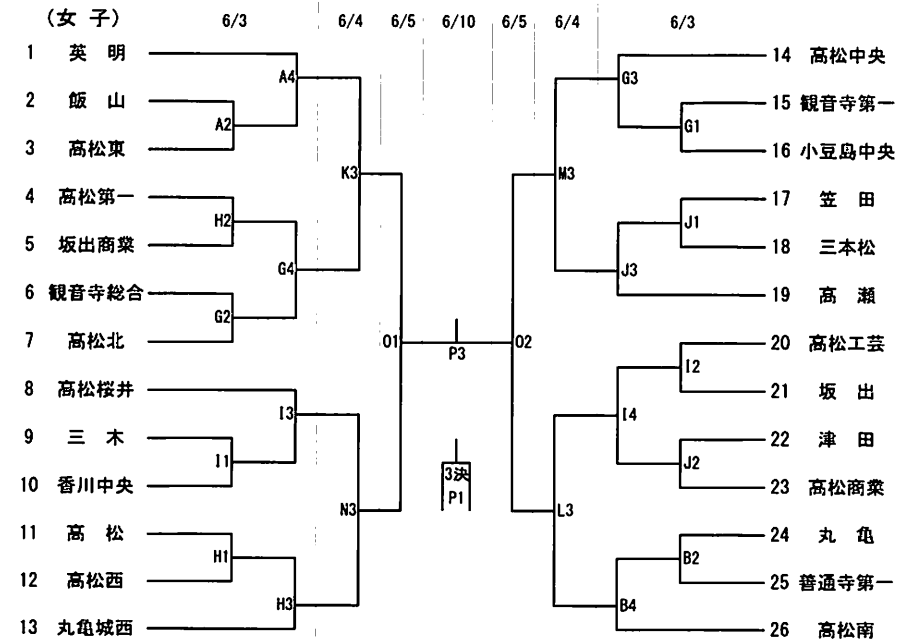 (女 子)
6/3 6/4 6/5 6/10 6/5 6/4 6/3
1 英 明
A4
2 飯 山
A2
3 高松東
K3
4 高松第一
H2
5 坂出商業
G4
6 観音寺総合
G2
7 高松北
O1
8 高松桜井
I3
9 三 木
I1
10 香川中央
N3
11 高 松
H1
12 高松西
H3
13 丸亀城西
P3
3決
P1
14 高松中央
G3
15 観音寺第一
G1
16 小豆島中央
M3
17 笠 田
J1
18 三本松
J3
19 高 瀬
O2
20 高松工芸
I2
21 坂 出
I4
22 津 田
J2
23 高松商業
L3
24 丸 亀
B2
25 善通寺第一
B4
26 高松南